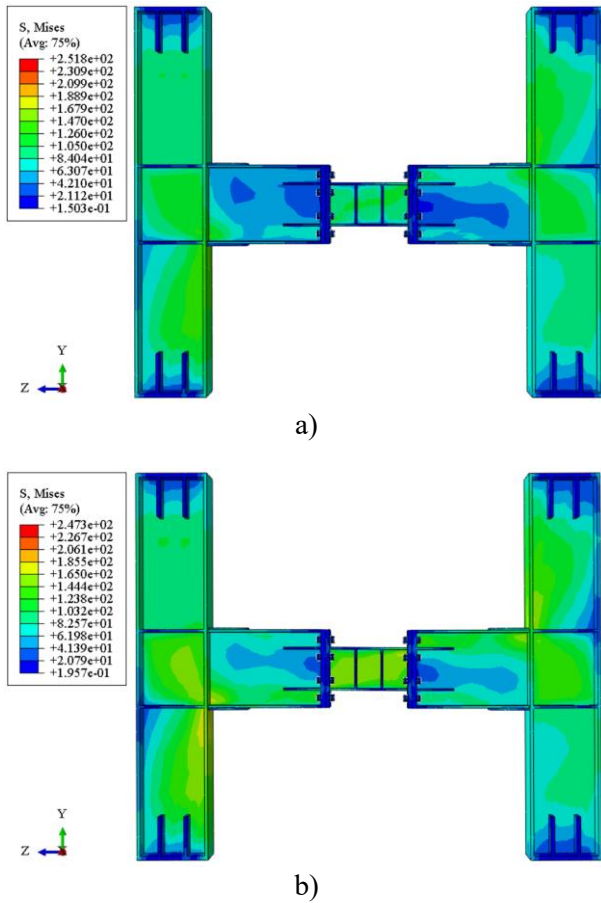 S, Mises
(Avg: 75%)
+2.518e+02
+2.309e+02
+2.099e+02
+1.889e+02
+1.679e+02
+1.470e+02
+1.260e+02
+1.050e+02
+8.404e+01
+6.307e+01
+4.210e+01
+2.112e+01
+1.503e-01
Y
Z
X
a)
S, Mises
(Avg: 75%)
+2.473e+02
+2.267e+02
+2.061e+02
+1.855e+02
+1.650e+02
+1.444e+02
+1.238e+02
+1.032e+02
+8.257e+01
+6.198e+01
+4.139e+01
+2.079e+01
+1.957e-01
Y
Z
X
b)